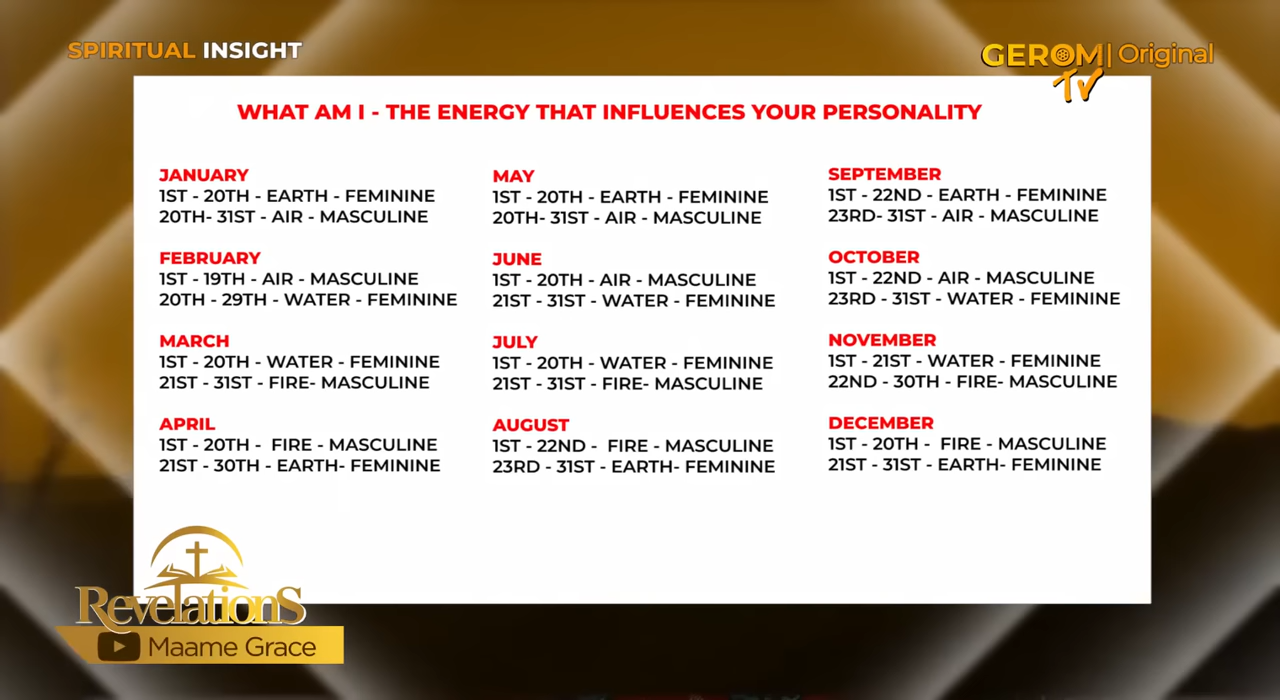 SPIRITUAL INSIGHT
GEROM TV | Original
WHAT AM I - THE ENERGY THAT INFLUENCES YOUR PERSONALITY
JANUARY
1ST - 20TH - EARTH - FEMININE
20TH- 31ST - AIR - MASCULINE
FEBRUARY
1ST - 19TH - AIR - MASCULINE
20TH - 29TH - WATER - FEMININE
MARCH
1ST - 20TH - WATER - FEMININE
21ST - 31ST - FIRE- MASCULINE
APRIL
1ST - 20TH - FIRE - MASCULINE
21ST - 30TH - EARTH- FEMININE
MAY
1ST - 20TH - EARTH - FEMININE
20TH- 31ST - AIR - MASCULINE
JUNE
1ST - 20TH - AIR - MASCULINE
21ST - 31ST - WATER - FEMININE
JULY
1ST - 20TH - WATER - FEMININE
21ST - 31ST - FIRE- MASCULINE
AUGUST
1ST - 22ND - FIRE - MASCULINE
23RD - 31ST - EARTH- FEMININE
SEPTEMBER
1ST - 22ND - EARTH - FEMININE
23RD- 31ST - AIR - MASCULINE
OCTOBER
1ST - 22ND - AIR - MASCULINE
23RD - 31ST - WATER - FEMININE
NOVEMBER
1ST - 21ST - WATER - FEMININE
22ND - 30TH - FIRE- MASCULINE
DECEMBER
1ST - 20TH - FIRE - MASCULINE
21ST - 31ST - EARTH- FEMININE
RevelationS
Maame Grace